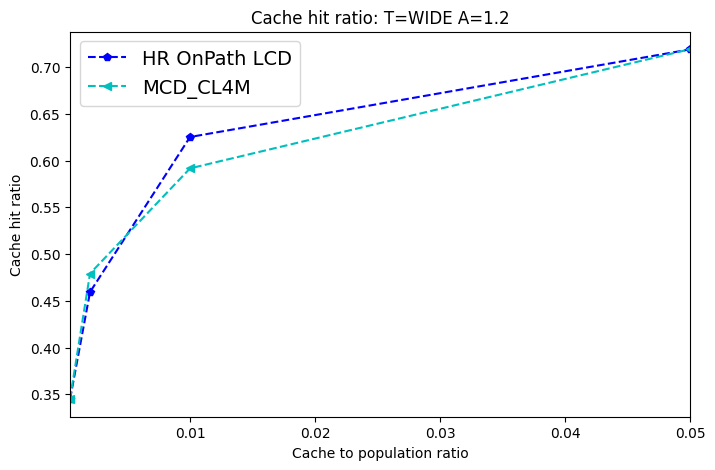 Cache hit ratio: T=WIDE A=1.2
HR OnPath LCD
MCD_CL4M
0.70
0.65
0.60
0.55
0.50
0.45
0.40
0.35
Cache hit ratio
0.01 0.02 0.03 0.04 0.05
Cache to population ratio